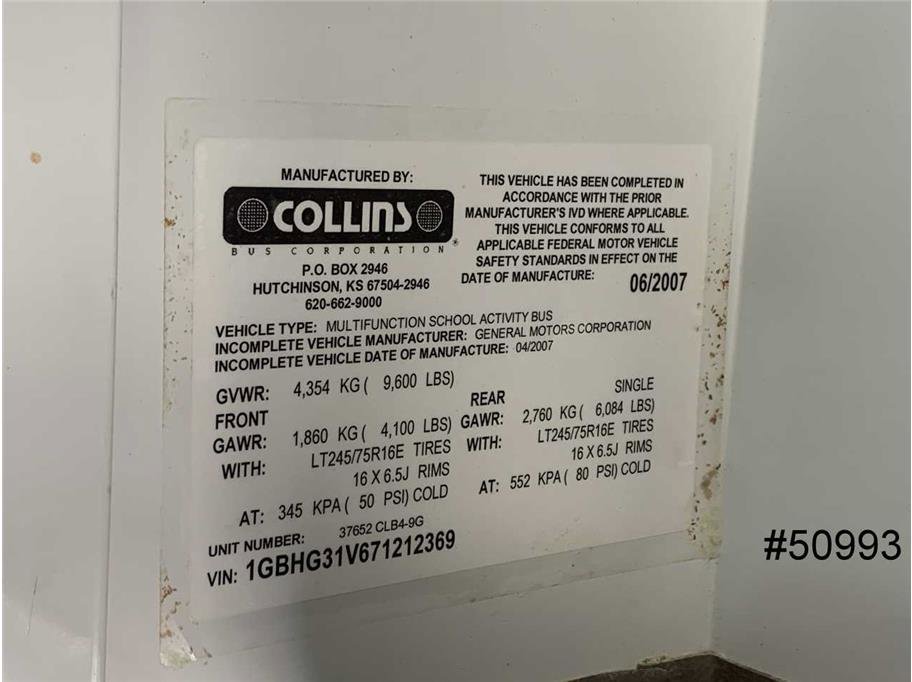 MANUFACTURED BY:
COLLINS
BUS CORPORATION
P.O. BOX 2946
HUTCHINSON, KS 67504-2946
620-662-9000
THIS VEHICLE HAS BEEN COMPLETED IN
ACCORDANCE WITH THE PRIOR
MANUFACTURER'S IVD WHERE APPLICABLE.
THIS VEHICLE CONFORMS TO ALL
APPLICABLE FEDERAL MOTOR VEHICLE
SAFETY STANDARDS IN EFFECT ON THE
DATE OF MANUFACTURE: 06/2007
VEHICLE TYPE: MULTIFUNCTION SCHOOL ACTIVITY BUS
INCOMPLETE VEHICLE MANUFACTURER: GENERAL MOTORS CORPORATION
INCOMPLETE VEHICLE DATE OF MANUFACTURE: 04/2007
GVWR: 4,354 KG ( 9,600 LBS)
FRONT
GAWR: 1,860 KG ( 4,100 LBS)
WITH: LT245/75R16E TIRES
16 X 6.5J RIMS
AT: 345 KPA ( 50 PSI) COLD
REAR SINGLE
GAWR: 2,760 KG ( 6,084 LBS)
WITH: LT245/75R16E TIRES
16 X 6.5J RIMS
AT: 552 KPA ( 80 PSI) COLD
UNIT NUMBER: 37652 CLB4-9G
VIN: 1GBHG31V671212369
#50993